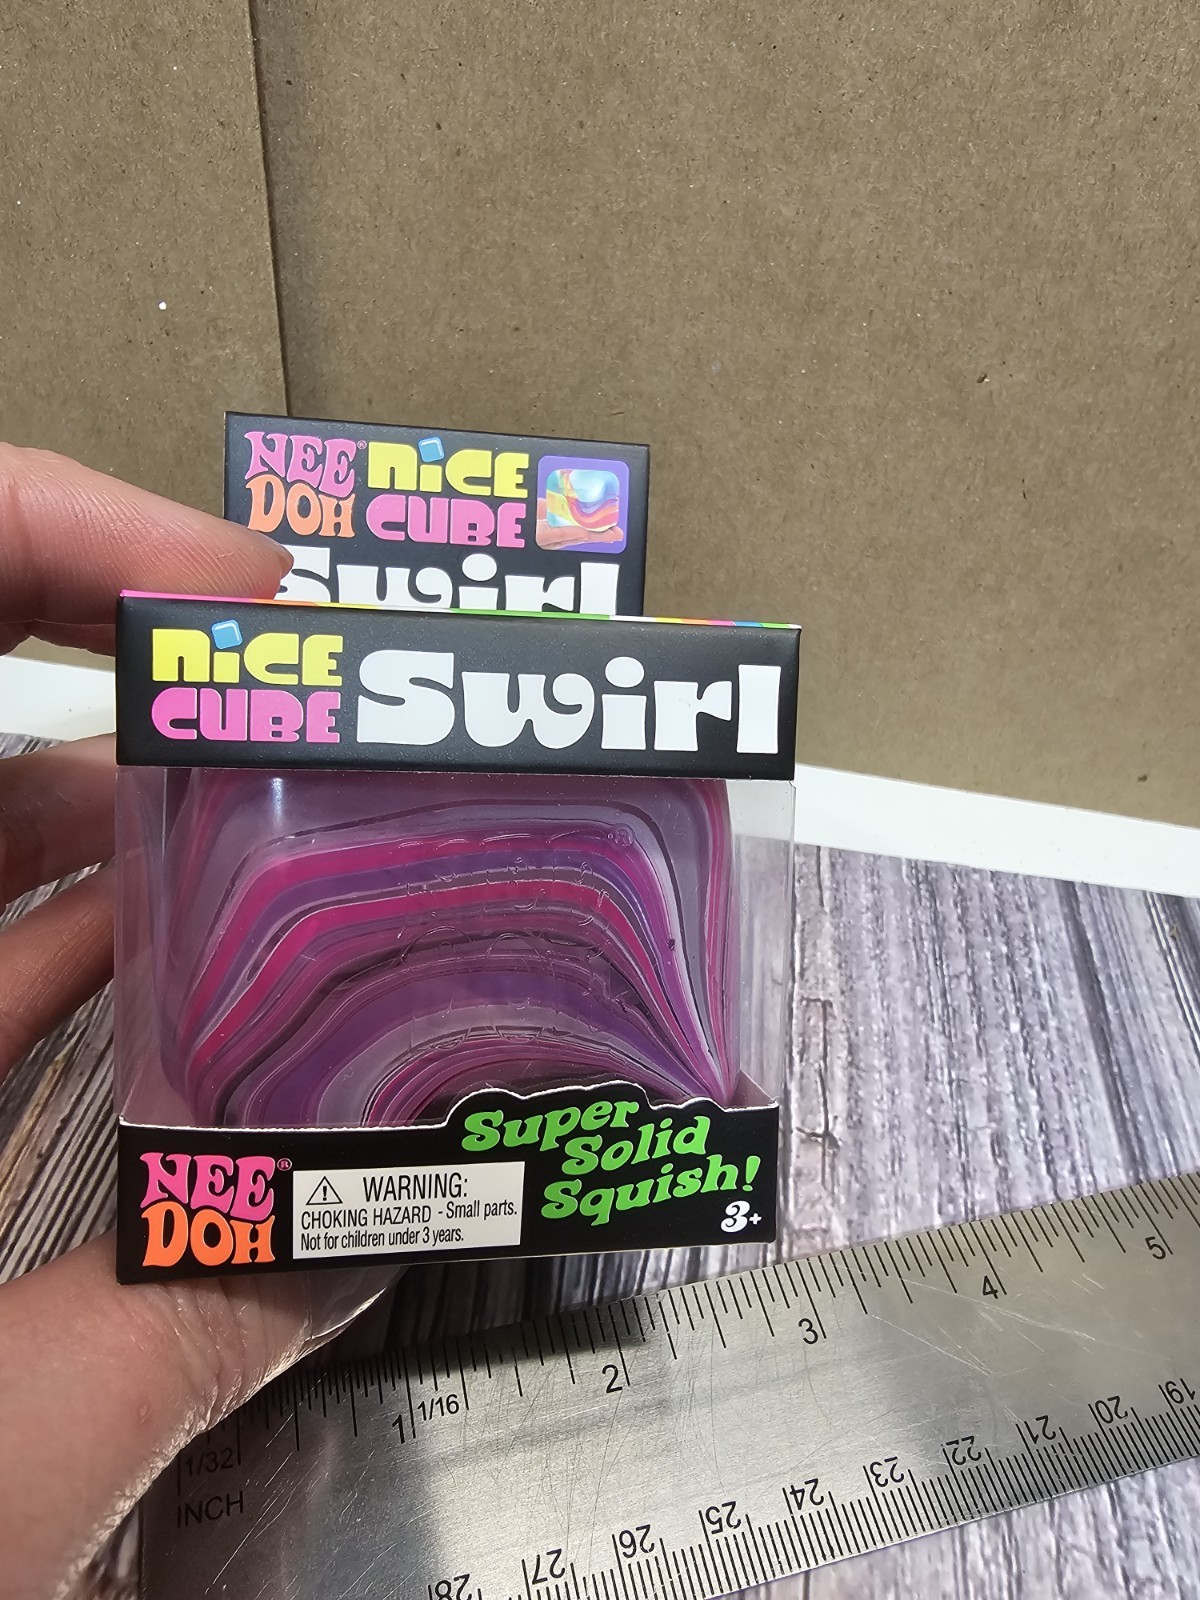 NEE® NiCE
DOH CUBE
Swirl
NiCE
CUBE Swirl
Super
Solid
Squish!
3+
NEE®
DOH
WARNING:
CHOKING HAZARD - Small parts.
Not for children under 3 years.
1/32
INCH
1 1/16 2 3 4 5
28 27 26 25 24 23 22 21 20 19